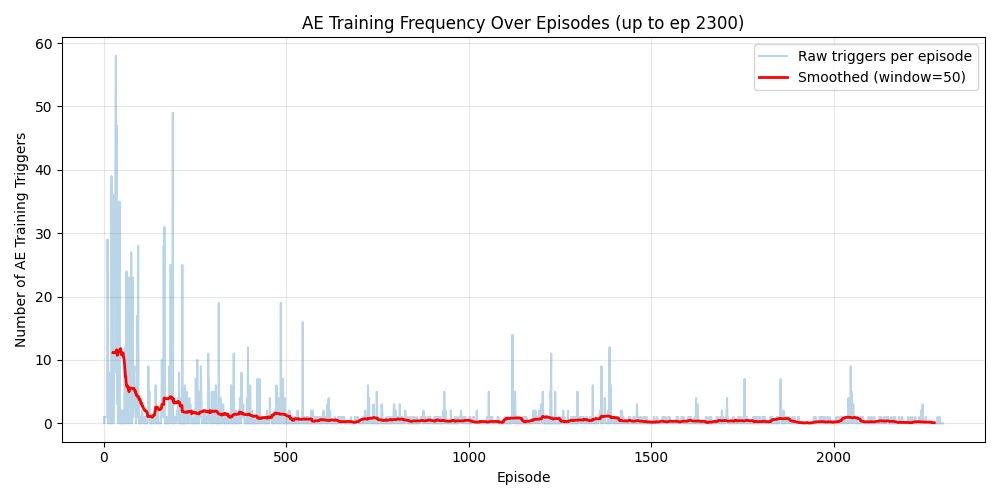 AE Training Frequency Over Episodes (up to ep 2300)
Raw triggers per episode
Smoothed (window=50)
Number of AE Training Triggers
60
50
40
30
20
10
0
0 500 1000 1500 2000
Episode